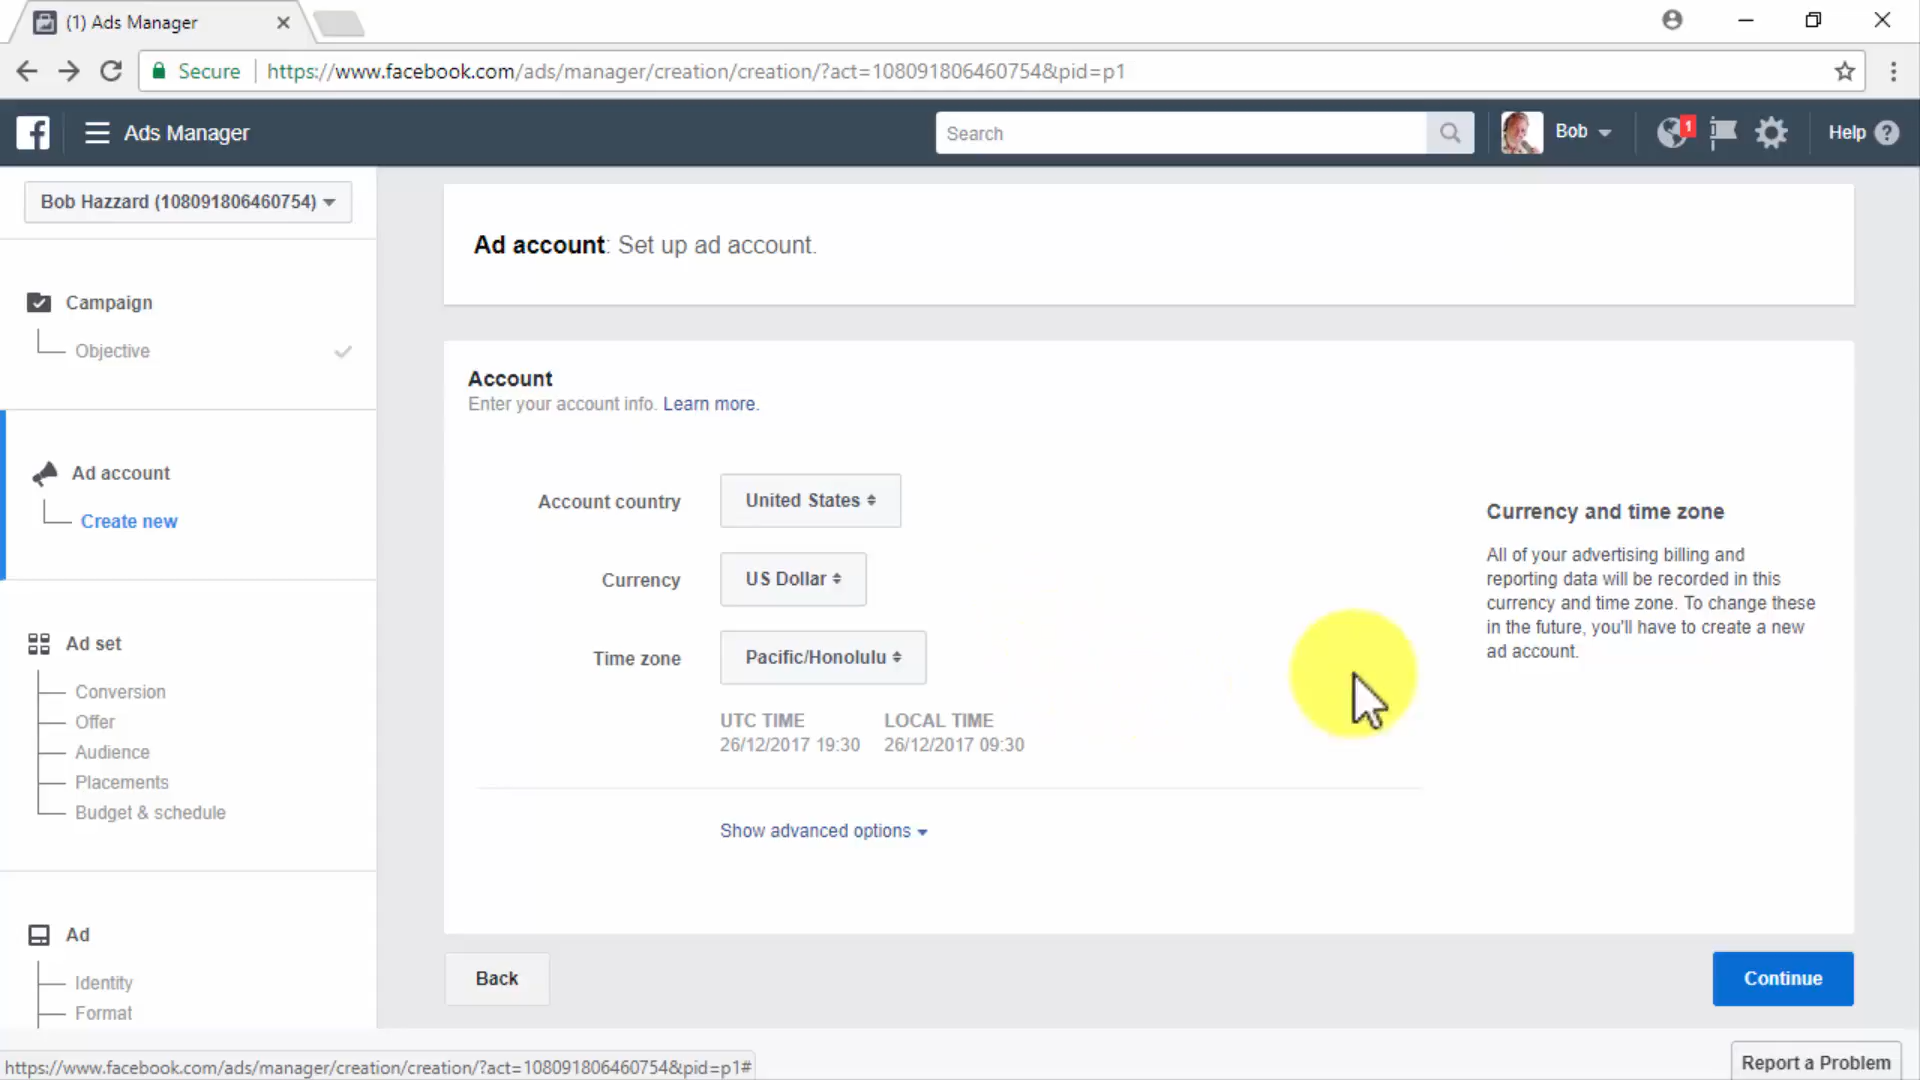 (1) Ads Manager
Secure
https://www.facebook.com/ads/manager/creation/creation/?act=108091806460754&pid=p1
Ads Manager
Search
Bob
1
Help
Bob Hazzard (108091806460754)
Campaign
Objective
Ad account
Create new
Ad set
Conversion
Offer
Audience
Placements
Budget & schedule
Ad
Identity
Format
Ad account: Set up ad account.
Account
Enter your account info. Learn more.
Account country United States
Currency US Dollar
Time zone Pacific/Honolulu
UTC TIME LOCAL TIME
26/12/2017 19:30 26/12/2017 09:30
Show advanced options
Currency and time zone
All of your advertising billing and
reporting data will be recorded in this
currency and time zone. To change these
in the future, you'll have to create a new
ad account.
Back
Continue
https://www.facebook.com/ads/manager/creation/creation/?act=108091806460754&pid=p1#
Report a Problem